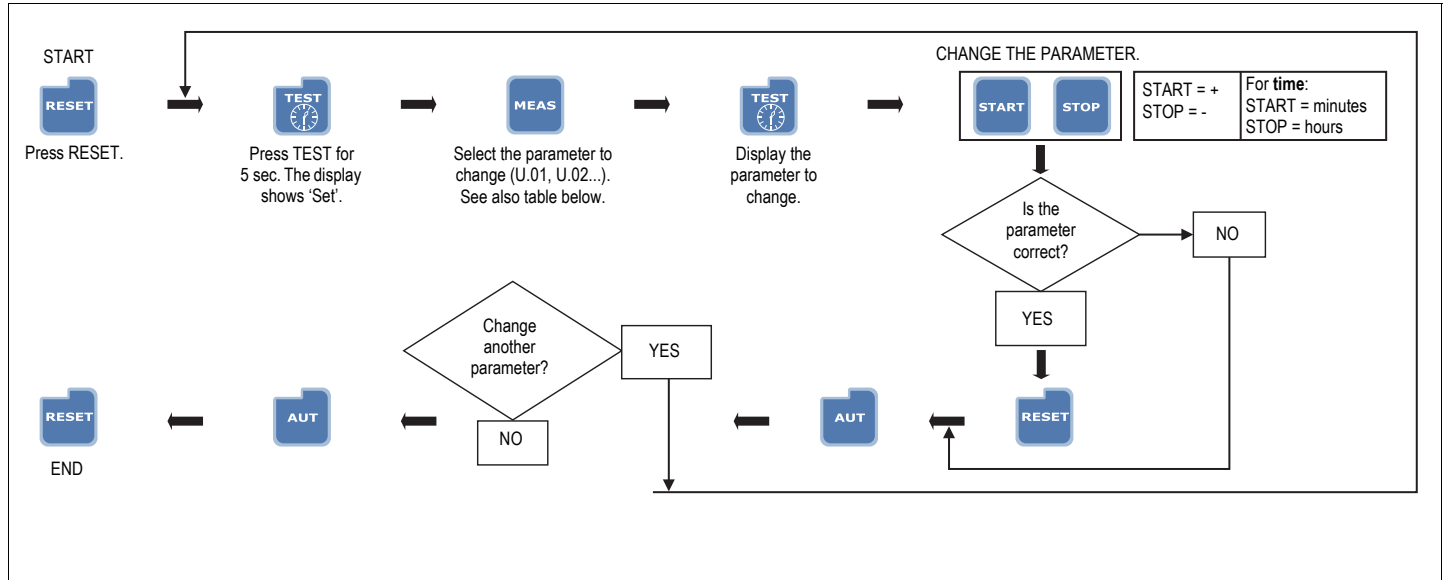 START
RESET
Press RESET.
TEST
Press TEST for
5 sec. The display
shows ‘Set’.
MEAS
Select the parameter to
change (U.01, U.02...).
See also table below.
TEST
Display the
parameter to
change.
CHANGE THE PARAMETER.
START
STOP
START = +
STOP = -
For time:
START = minutes
STOP = hours
Is the
parameter
correct?
NO
YES
RESET
AUT
Change
another
parameter?
YES
NO
AUT
RESET
END